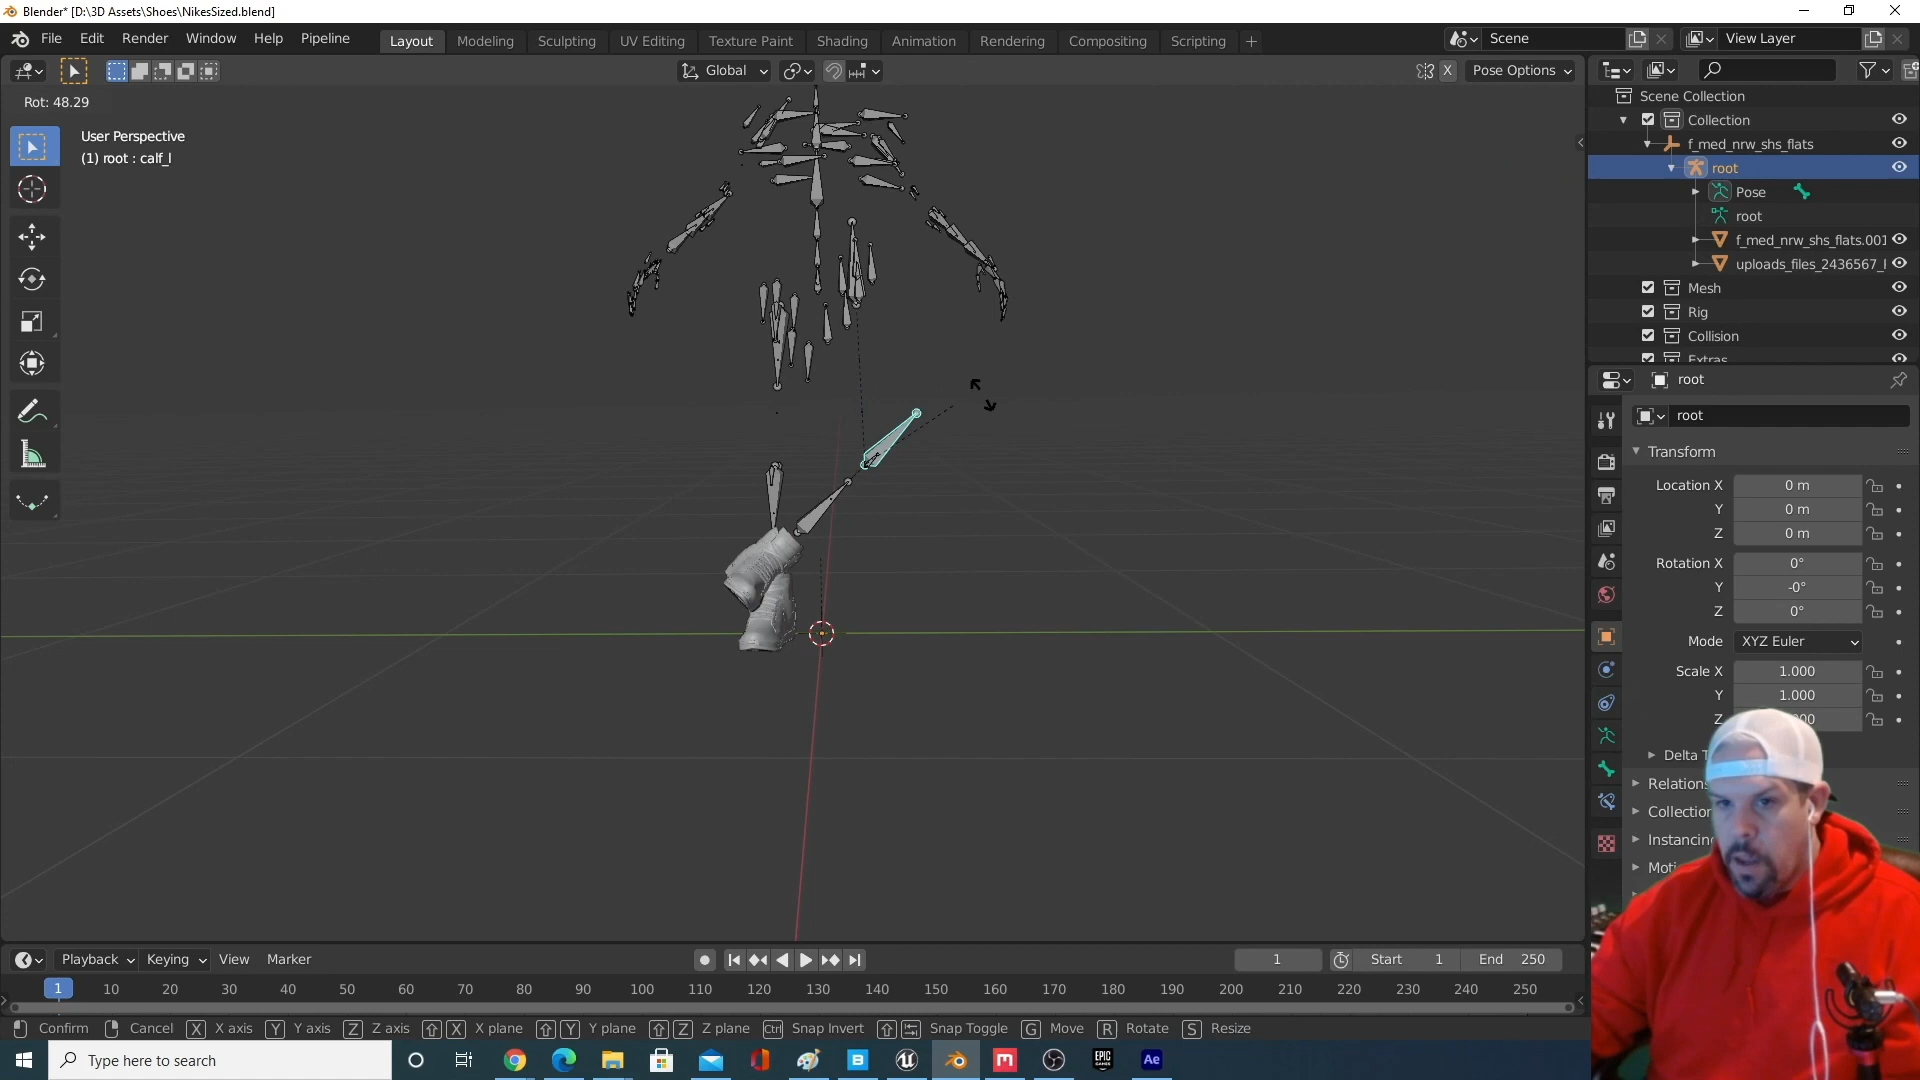 Blender* [D:\3D Assets\Shoes\NikesSized.blend]
File Edit Render Window Help Pipeline
Layout Modeling Sculpting UV Editing Texture Paint Shading Animation Rendering Compositing Scripting +
Scene
View Layer
Global
X
Pose Options
Rot: 48.29
User Perspective
(1) root : calf_l
Scene Collection
Collection
f_med_nrw_shs_flats
root
Pose
root
f_med_nrw_shs_flats.001
uploads_files_2436567_
Mesh
Rig
Collision
Extras
root
root
Transform
Location X 0 m
Y 0 m
Z 0 m
Rotation X 0°
Y -0°
Z 0°
Mode XYZ Euler
Scale X 1.000
Y 1.000
Z
Delta T
Relations
Collection
Instancing
Moti
Playback Keying View Marker
1
Start 1
End 250
1 10 20 30 40 50 60 70 80 90 100 110 120 130 140 150 160 170 180 190 200 210 220 230 240 250
Confirm Cancel X X axis Y Y axis Z Z axis X X plane Y Y plane Z Z plane Ctrl Snap Invert Snap Toggle G Move R Rotate S Resize
Type here to search
EPIC GAMES
Ae